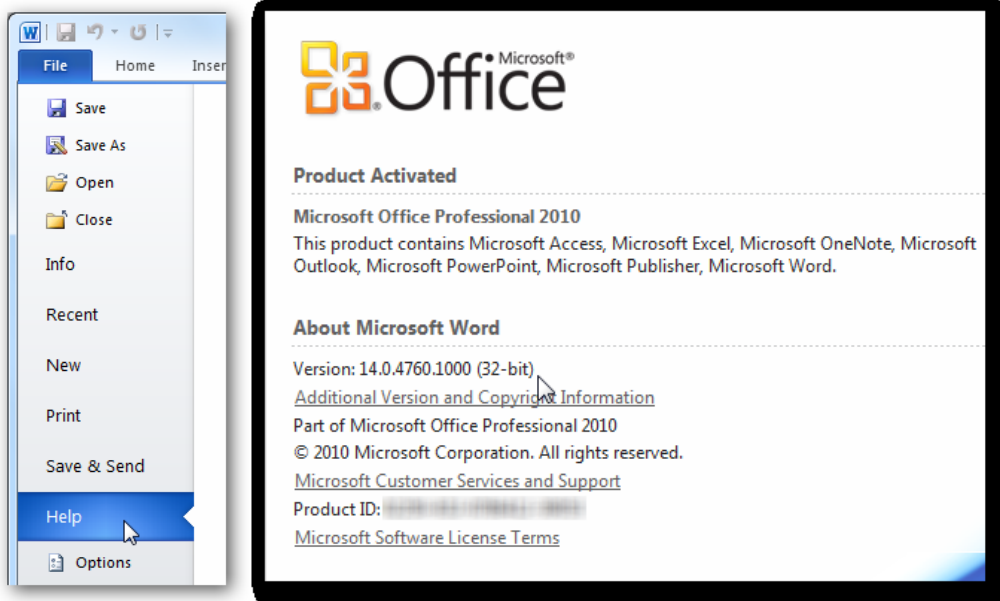 W
File Home Inser
Save
Save As
Open
Close
Info
Recent
New
Print
Save & Send
Help
Options
Microsoft®
Office
Product Activated
Microsoft Office Professional 2010
This product contains Microsoft Access, Microsoft Excel, Microsoft OneNote, Microsoft
Outlook, Microsoft PowerPoint, Microsoft Publisher, Microsoft Word.
About Microsoft Word
Version: 14.0.4760.1000 (32-bit)
Additional Version and Copyright Information
Part of Microsoft Office Professional 2010
© 2010 Microsoft Corporation. All rights reserved.
Microsoft Customer Services and Support
Product ID:
Microsoft Software License Terms